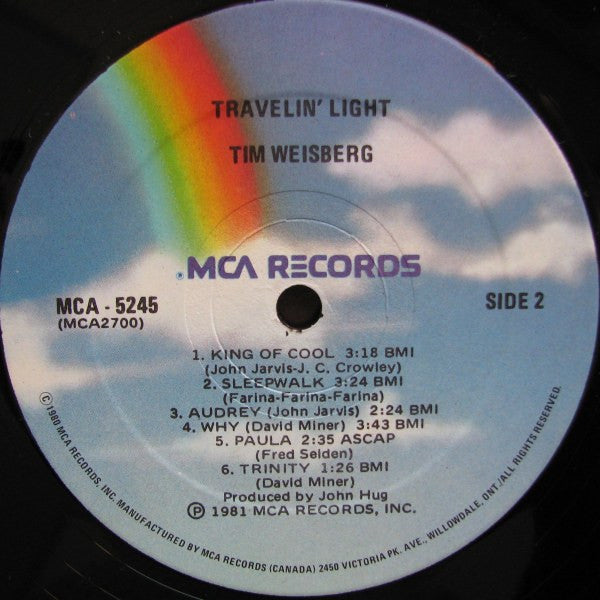 TRAVELIN' LIGHT
TIM WEISBERG
MCA RECORDS
MCA - 5245
(MCA2700)
SIDE 2
1. KING OF COOL 3:18 BMI
(John Jarvis-J. C. Crowley)
2. SLEEPWALK 3:24 BMI
(Farina-Farina-Farina)
3. AUDREY (John Jarvis) 2:24 BMI
4. WHY (David Miner) 3:43 BMI
5. PAULA 2:35 ASCAP
(Fred Selden)
6. TRINITY 1:26 BMI
(David Miner)
Produced by John Hug
℗ 1981 MCA RECORDS, INC.
©1980 MCA RECORDS, INC. MANUFACTURED BY MCA RECORDS (CANADA) 2450 VICTORIA PK. AVE., WILLOWDALE, ONT./ALL RIGHTS RESERVED.